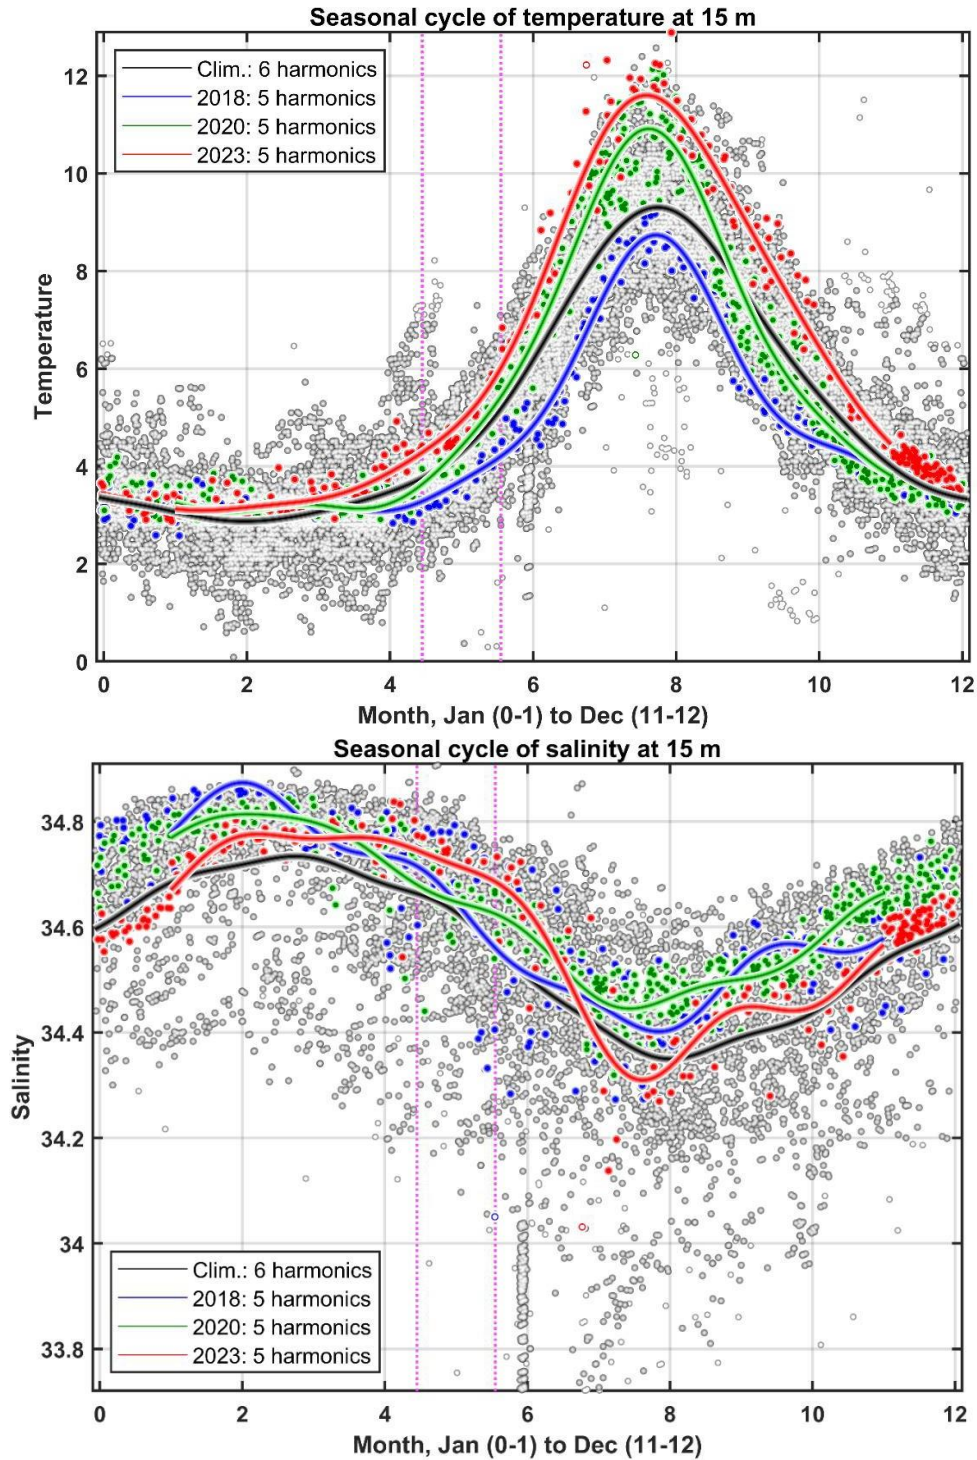 Seasonal cycle of temperature at 15 m
Clim.: 6 harmonics
2018: 5 harmonics
2020: 5 harmonics
2023: 5 harmonics
12
10
8
6
4
2
0
Temperature
0 2 4 6 8 10 12
Month, Jan (0-1) to Dec (11-12)
Seasonal cycle of salinity at 15 m
34.8
34.6
34.4
34.2
34
33.8
Salinity
Clim.: 6 harmonics
2018: 5 harmonics
2020: 5 harmonics
2023: 5 harmonics
0 2 4 6 8 10 12
Month, Jan (0-1) to Dec (11-12)